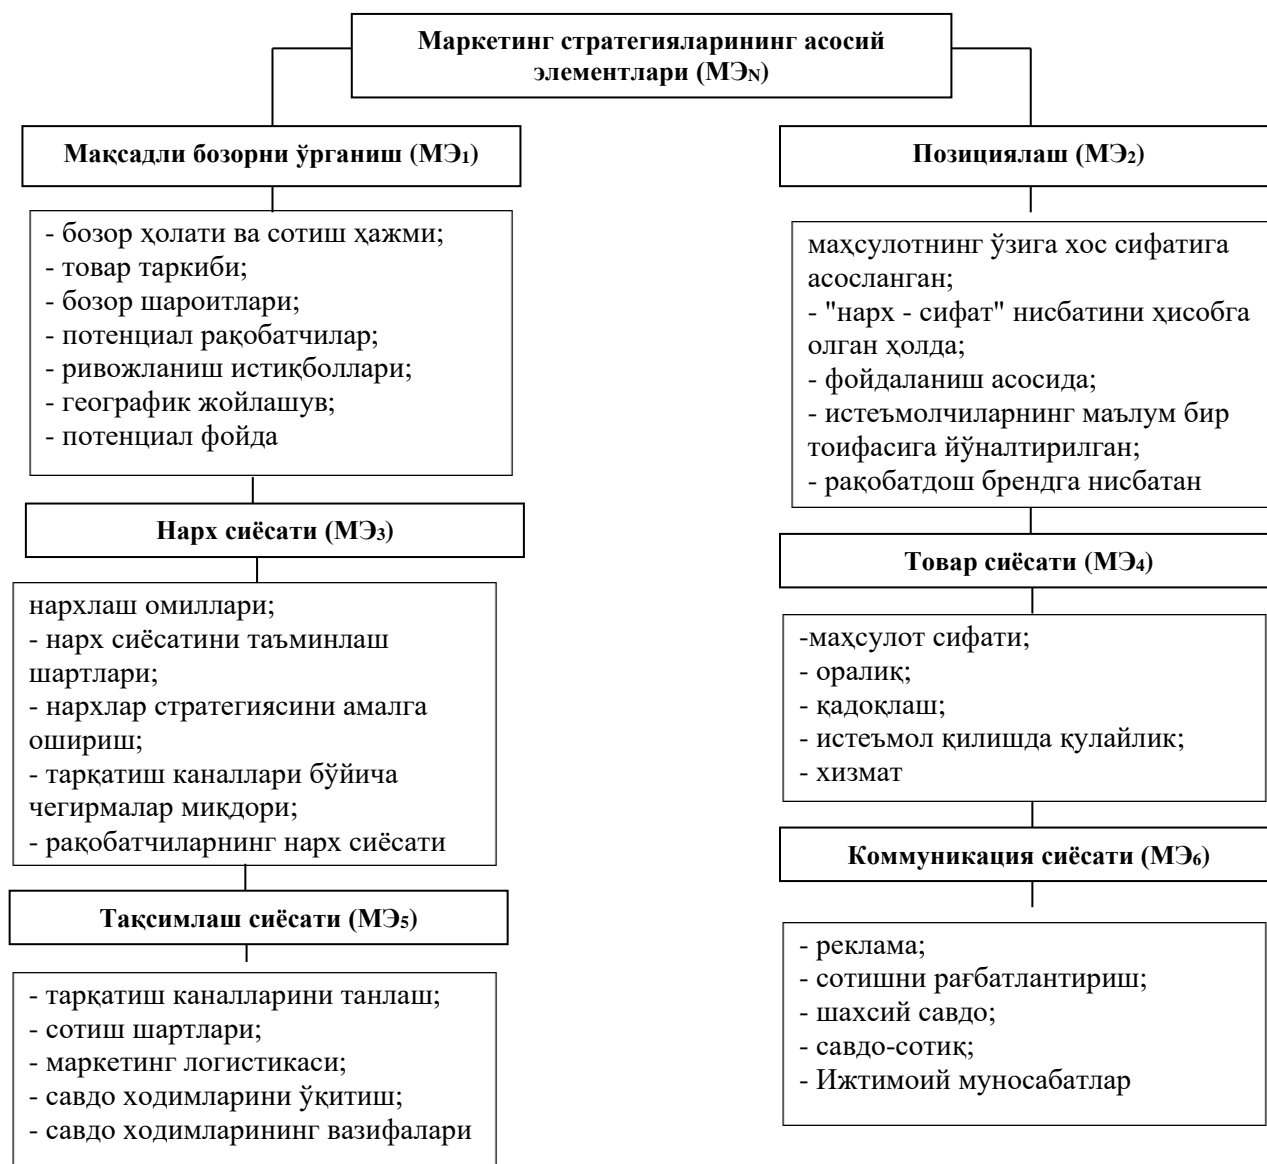 Маркетинг стратегияларининг асосий
элементлари (МЭN)
Мақсадли бозорни ўрганиш (МЭ1)
- бозор ҳолати ва сотиш ҳажми;
- товар таркиби;
- бозор шароитлари;
- потенциал рақобатчилар;
- ривожланиш истиқболлари;
- географик жойлашув;
- потенциал фойда
Нарх сиёсати (МЭ3)
нархлаш омиллари;
- нарх сиёсатини таъминлаш
шартлари;
- нархлар стратегиясини амалга
ошириш;
- тарқатиш каналлари бўйича
чегирмалар миқдори;
- рақобатчиларнинг нарх сиёсати
Тақсимлаш сиёсати (МЭ5)
- тарқатиш каналларини танлаш;
- сотиш шартлари;
- маркетинг логистикаси;
- савдо ходимларини ўқитиш;
- савдо ходимларининг вазифалари
Позициялаш (МЭ2)
маҳсулотнинг ўзига хос сифатига
асосланган;
- "нарх - сифат" нисбатини ҳисобга
олган ҳолда;
- фойдаланиш асосида;
- истеъмолчиларнинг маълум бир
тоифасига йўналтирилган;
- рақобатдош брендга нисбатан
Товар сиёсати (МЭ4)
-маҳсулот сифати;
- оралиқ;
- қадоқлаш;
- истеъмол қилишда қулайлик;
- хизмат
Коммуникация сиёсати (МЭ6)
- реклама;
- сотишни рағбатлантириш;
- шахсий савдо;
- савдо-сотиқ;
- Ижтимоий муносабатлар